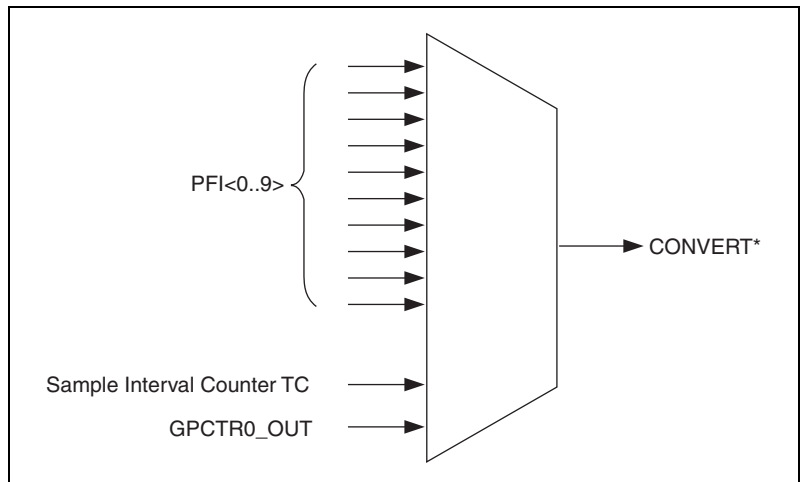 PFI<0..9>
CONVERT*
Sample Interval Counter TC
GPCTR0_OUT